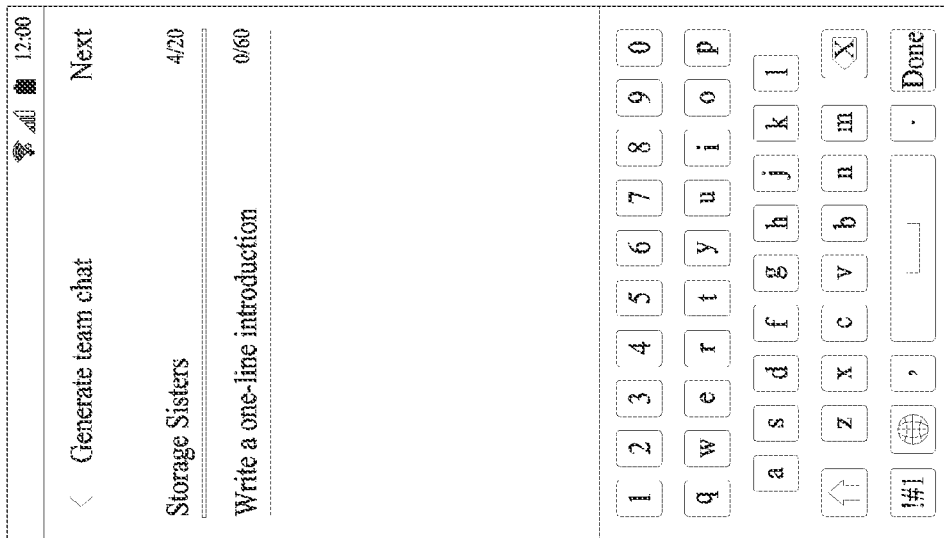 12:00
Generate team chat Next
Storage Sisters 4/20
Write a one-line introduction 0/60
1 2 3 4 5 6 7 8 9 0
q w e r t y u i o p
a s d f g h j k l
z x c v b n m X
!#1 , . Done